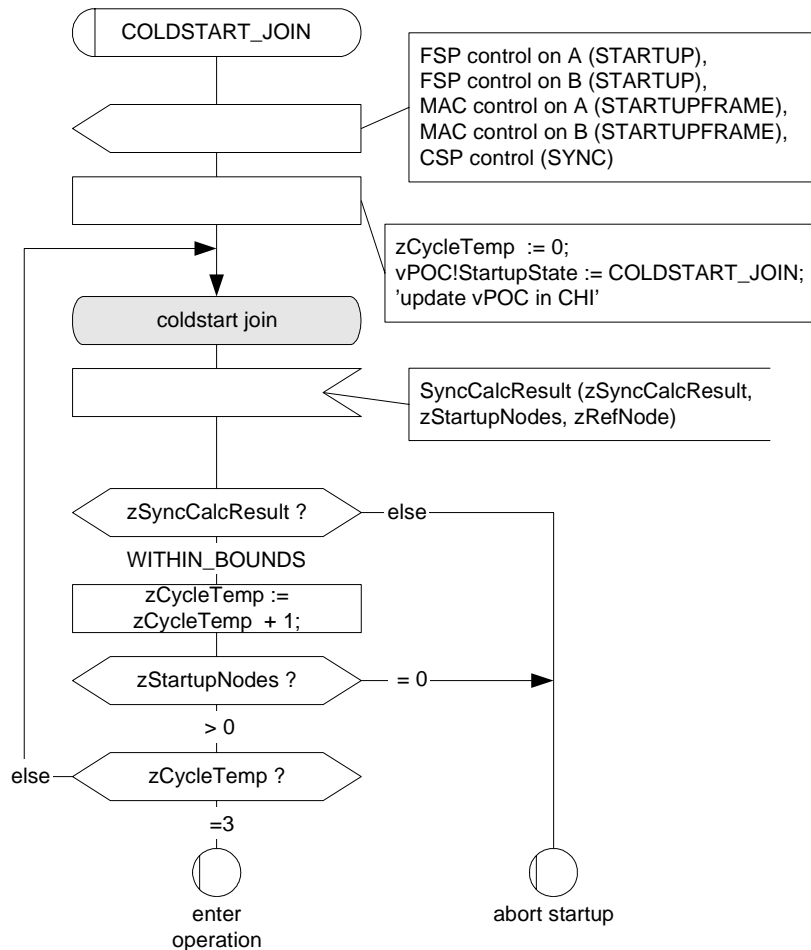 COLDSTART_JOIN
FSP control on A (STARTUP),
FSP control on B (STARTUP),
MAC control on A (STARTUPFRAME),
MAC control on B (STARTUPFRAME),
CSP control (SYNC)
zCycleTemp := 0;
vPOC!StartupState := COLDSTART_JOIN;
'update vPOC in CHI'
coldstart join
SyncCalcResult (zSyncCalcResult,
zStartupNodes, zRefNode)
zSyncCalcResult ?
else
WITHIN_BOUNDS
zCycleTemp :=
zCycleTemp + 1;
zStartupNodes ?
= 0
> 0
else
zCycleTemp ?
=3
enter
operation
abort startup